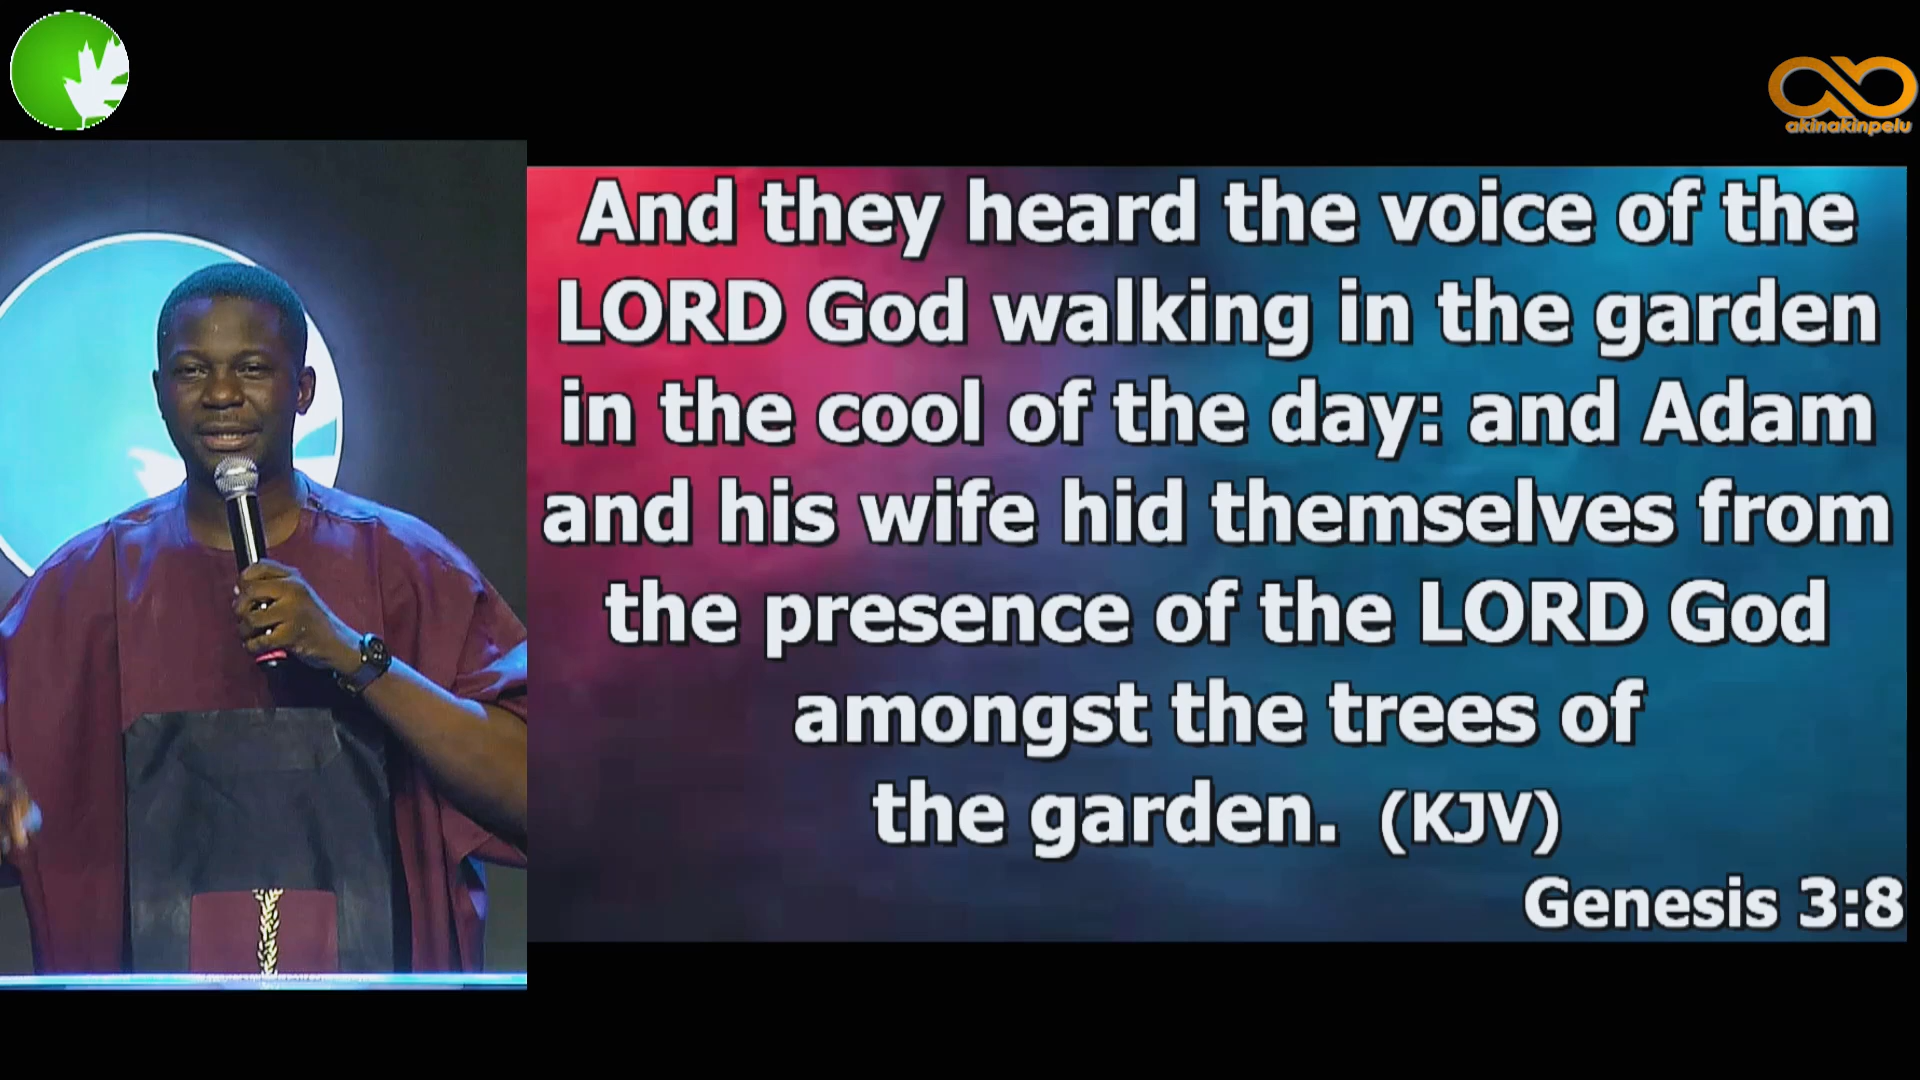 akinakinpelu
And they heard the voice of the
LORD God walking in the garden
in the cool of the day: and Adam
and his wife hid themselves from
the presence of the LORD God
amongst the trees of
the garden. (KJV)
Genesis 3:8